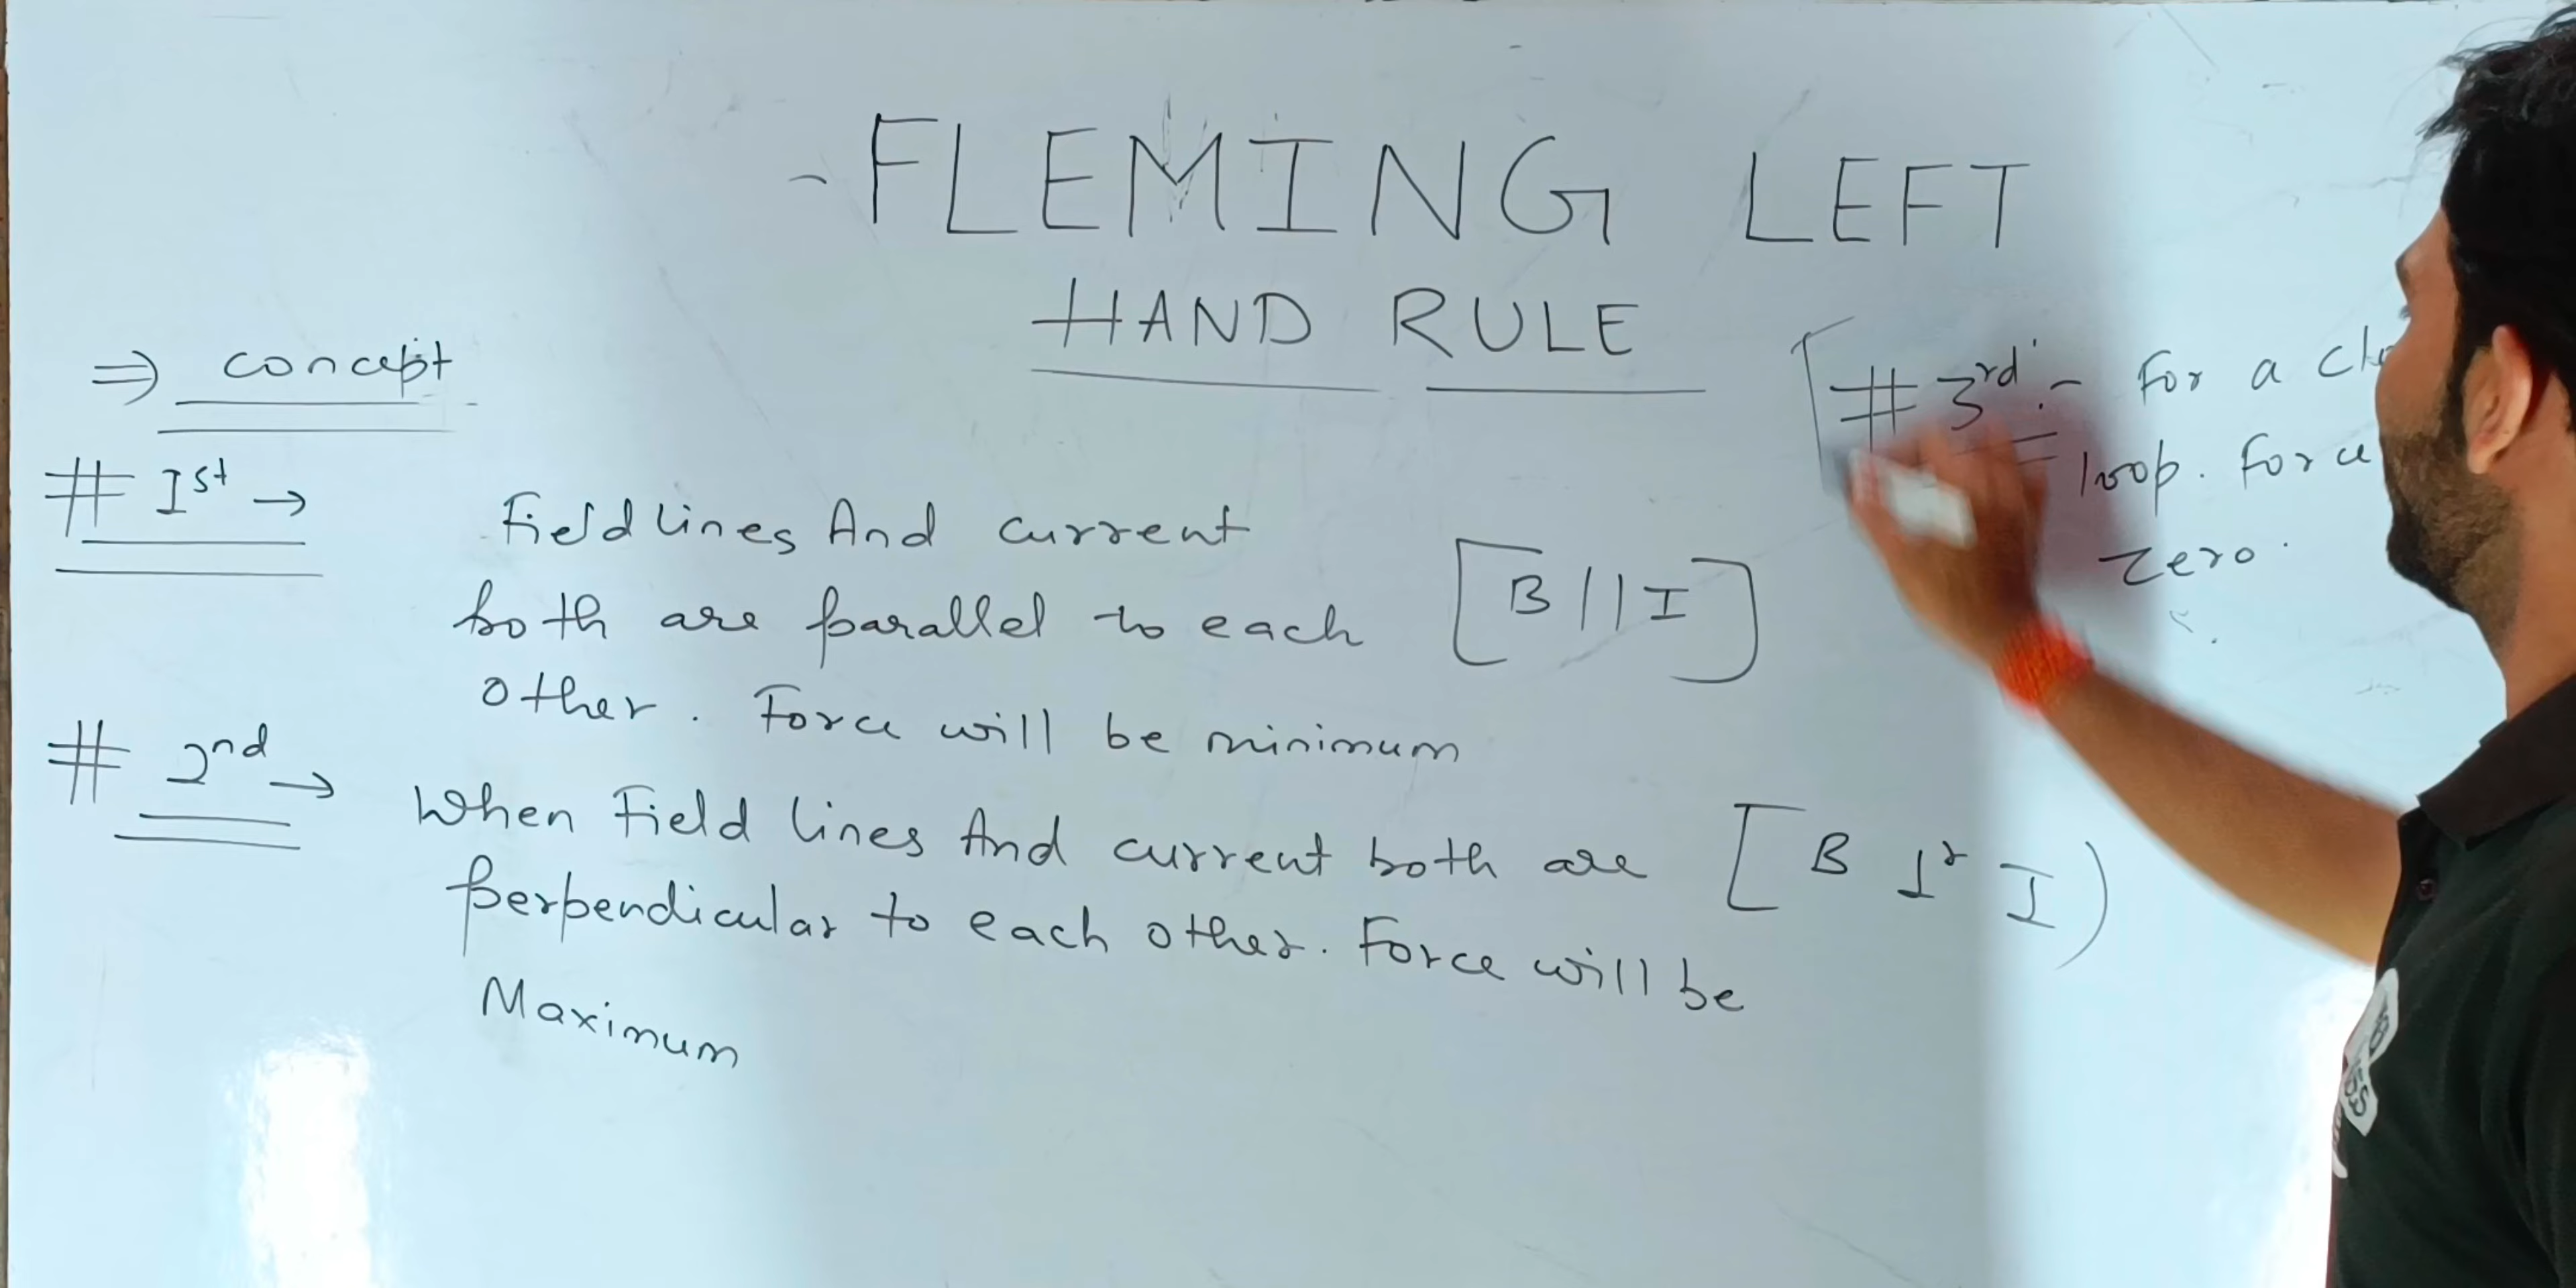 FLEMING LEFT
HAND RULE
⇒ concept
# Ist →
Field lines And current
both are parallel to each
other. Force will be minimum
[B || I]
# 2nd →
When Field lines And current both are
perpendicular to each other. Force will be
Maximum
[B ⊥r I)
# 3rd :- For a
loop. Force
zero.